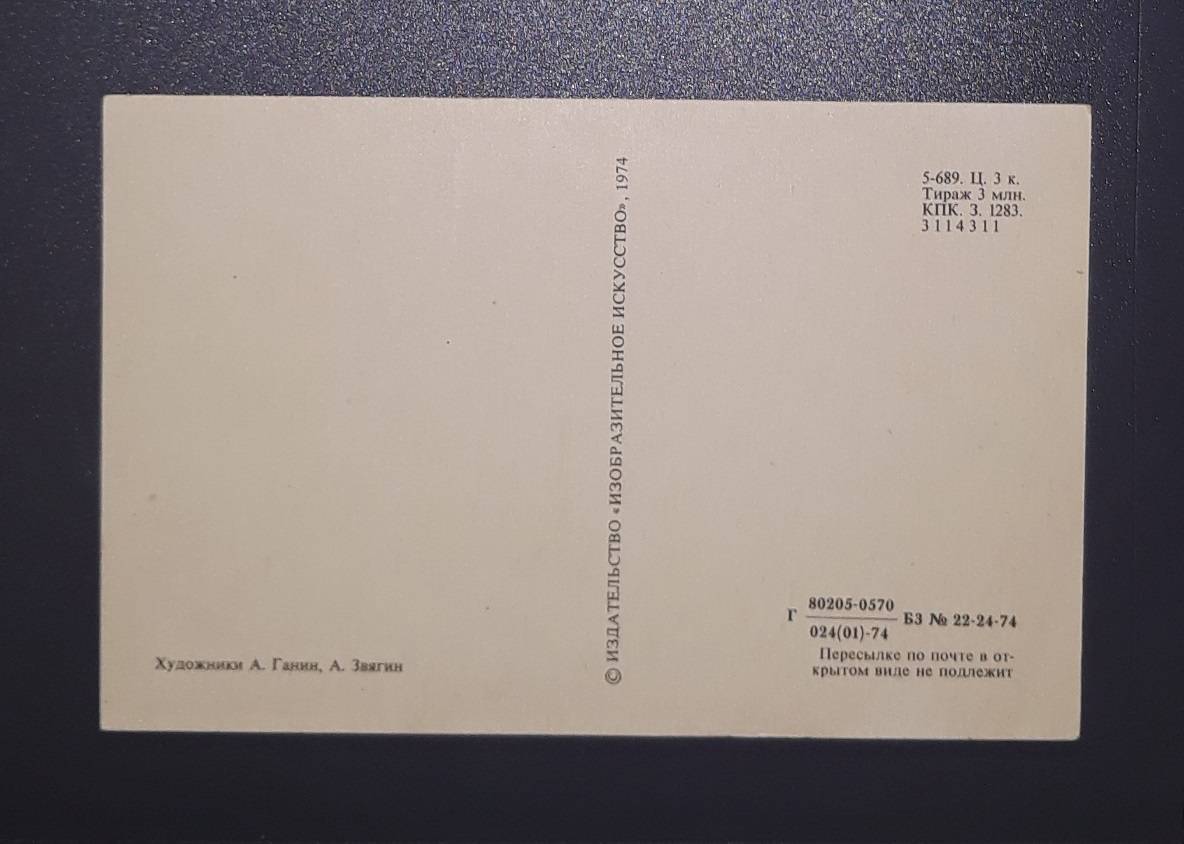 Художники А. Ганин, А. Звягин
© ИЗДАТЕЛЬСТВО «ИЗОБРАЗИТЕЛЬНОЕ ИСКУССТВО», 1974
5-689. Ц. 3 к.
Тираж 3 млн.
КПК. З. 1283.
3114311
Г 80205-0570 БЗ № 22-24-74
024(01)-74
Пересылке по почте в от-
крытом виде не подлежит